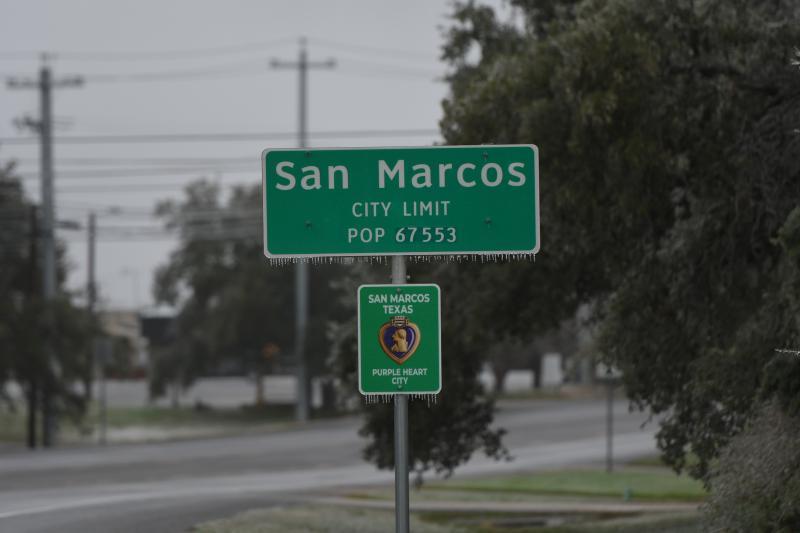 San Marcos
CITY LIMIT
POP 67553
SAN MARCOS
TEXAS
PURPLE HEART
CITY